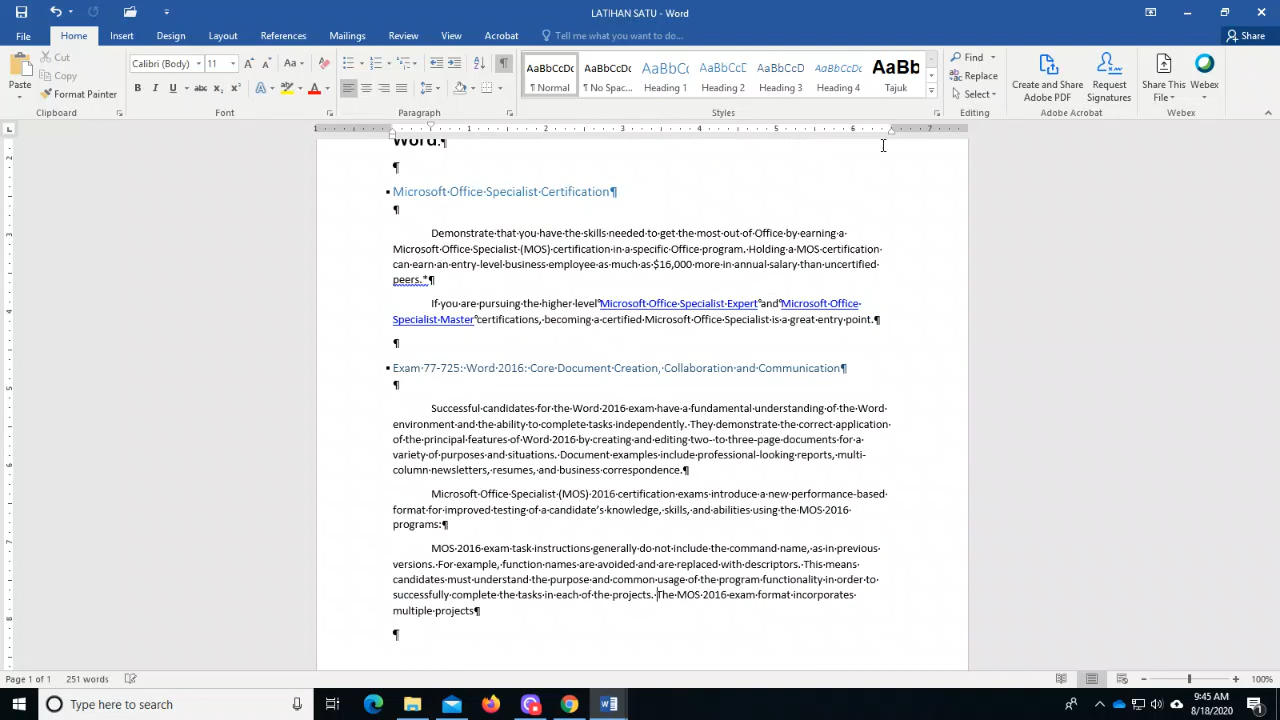 LATIHAN SATU - Word
File Home Insert Design Layout References Mailings Review View Acrobat Tell me what you want to do... Share
Paste
Cut
Copy
Format Painter
Clipboard
Calibri (Body) 11
Font
Paragraph
AaBbCcDc AaBbCcDc AaBbCc AaBbCcD AaBbCcDc AaBbCcDc AaBb
¶ Normal ¶ No Spac... Heading 1 Heading 2 Heading 3 Heading 4 Tajuk
Styles
Find
Replace
Select
Editing
Create and Share Adobe PDF
Request Signatures
Adobe Acrobat
Share This File
Webex
Webex
1 1 2 3 4 5 6 7
Word.¶
¶
Microsoft·Office·Specialist·Certification¶
¶
Demonstrate·that·you·have·the·skills·needed·to·get·the·most·out·of·Office·by·earning·a·
Microsoft·Office·Specialist·(MOS)·certification·in·a·specific·Office·program.·Holding·a·MOS·certification·
can·earn·an·entry-level·business·employee·as·much·as·$16,000·more·in·annual·salary·than·uncertified·
peers.*¶
If·you·are·pursuing·the·higher·level°Microsoft·Office·Specialist·Expert°and°Microsoft·Office·
Specialist·Master°certifications,·becoming·a·certified·Microsoft·Office·Specialist·is·a·great·entry·point.¶
¶
Exam·77-725:·Word·2016:·Core·Document·Creation,·Collaboration·and·Communication¶
¶
Successful·candidates·for·the·Word·2016·exam·have·a·fundamental·understanding·of·the·Word·
environment·and·the·ability·to·complete·tasks·independently.·They·demonstrate·the·correct·application·
of·the·principal·features·of·Word·2016·by·creating·and·editing·two-·to·three-page·documents·for·a·
variety·of·purposes·and·situations.·Document·examples·include·professional-looking·reports,·multi-
column·newsletters,·resumes,·and·business·correspondence.¶
Microsoft·Office·Specialist·(MOS)·2016·certification·exams·introduce·a·new·performance-based·
format·for·improved·testing·of·a·candidate's·knowledge,·skills,·and·abilities·using·the·MOS·2016·
programs:¶
MOS·2016·exam·task·instructions·generally·do·not·include·the·command·name,·as·in·previous·
versions.·For·example,·function·names·are·avoided·and·are·replaced·with·descriptors.·This·means·
candidates·must·understand·the·purpose·and·common·usage·of·the·program·functionality·in·order·to·
successfully·complete·the·tasks·in·each·of·the·projects.·The·MOS·2016·exam·format·incorporates·
multiple·projects¶
¶
Page 1 of 1 251 words 100%
Type here to search
9:45 AM
8/18/2020